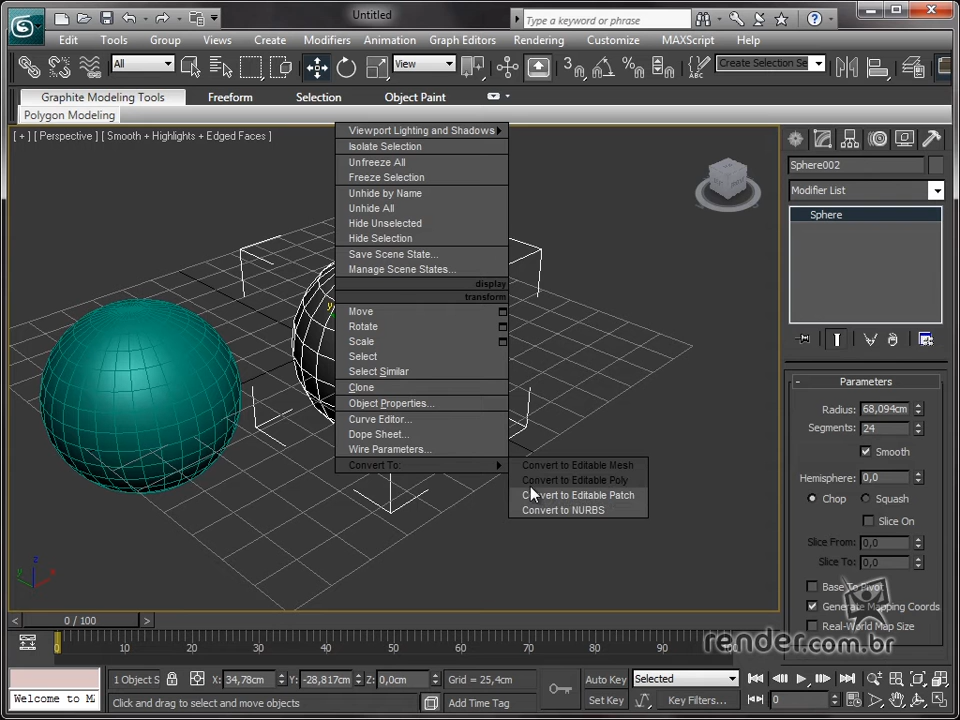 Untitled
Type a keyword or phrase
Edit Tools Group Views Create Modifiers Animation Graph Editors Rendering Customize MAXScript Help
All
View
3
Create Selection Se
Graphite Modeling Tools Freeform Selection Object Paint
Polygon Modeling
[ + ] [ Perspective ] [ Smooth + Highlights + Edged Faces ]
Viewport Lighting and Shadows
Isolate Selection
Unfreeze All
Freeze Selection
Unhide by Name
Unhide All
Hide Unselected
Hide Selection
Save Scene State...
Manage Scene States...
display
transform
Move
Rotate
Scale
Select
Select Similar
Clone
Object Properties...
Curve Editor...
Dope Sheet...
Wire Parameters...
Convert To:
Convert to Editable Mesh
Convert to Editable Poly
Convert to Editable Patch
Convert to NURBS
y
z
y x
Sphere002
Modifier List
Sphere
- Parameters
Radius: 68,094cm
Segments: 24
Smooth
Hemisphere: 0,0
Chop Squash
Slice On
Slice From: 0,0
Slice To: 0,0
Base To Pivot
Generate Mapping Coords
Real-World Map Size
render.com.br
< 0 / 100 >
0 10 20 30 40 50 60 70 80 90 100
1 Object S X: 34,78cm Y: -28,817cm Z: 0,0cm Grid = 25,4cm Auto Key Selected
Welcome to M
Click and drag to select and move objects Add Time Tag Set Key Key Filters... 0